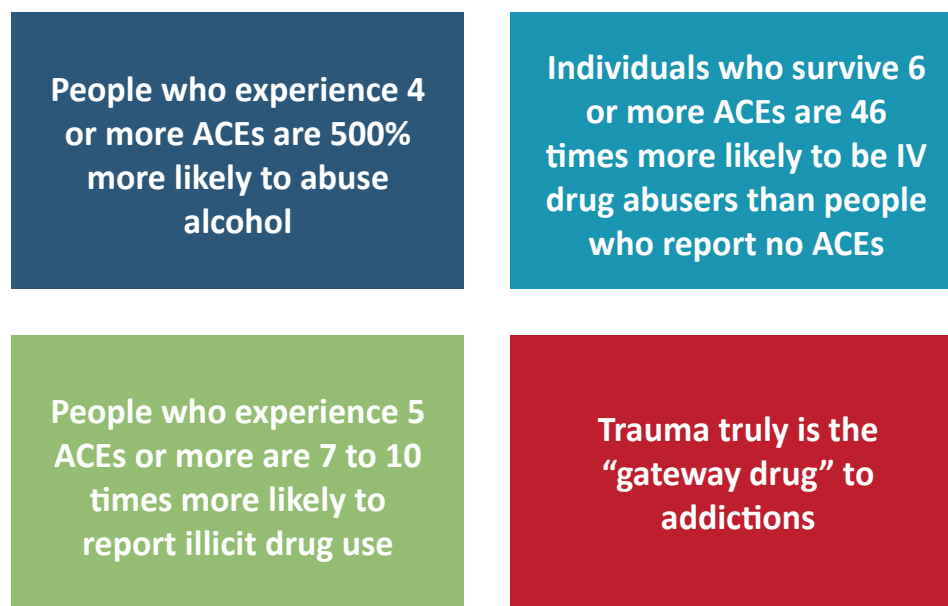 People who experience 4
or more ACEs are 500%
more likely to abuse
alcohol
Individuals who survive 6
or more ACEs are 46
times more likely to be IV
drug abusers than people
who report no ACEs
People who experience 5
ACEs or more are 7 to 10
times more likely to
report illicit drug use
Trauma truly is the
“gateway drug” to
addictions